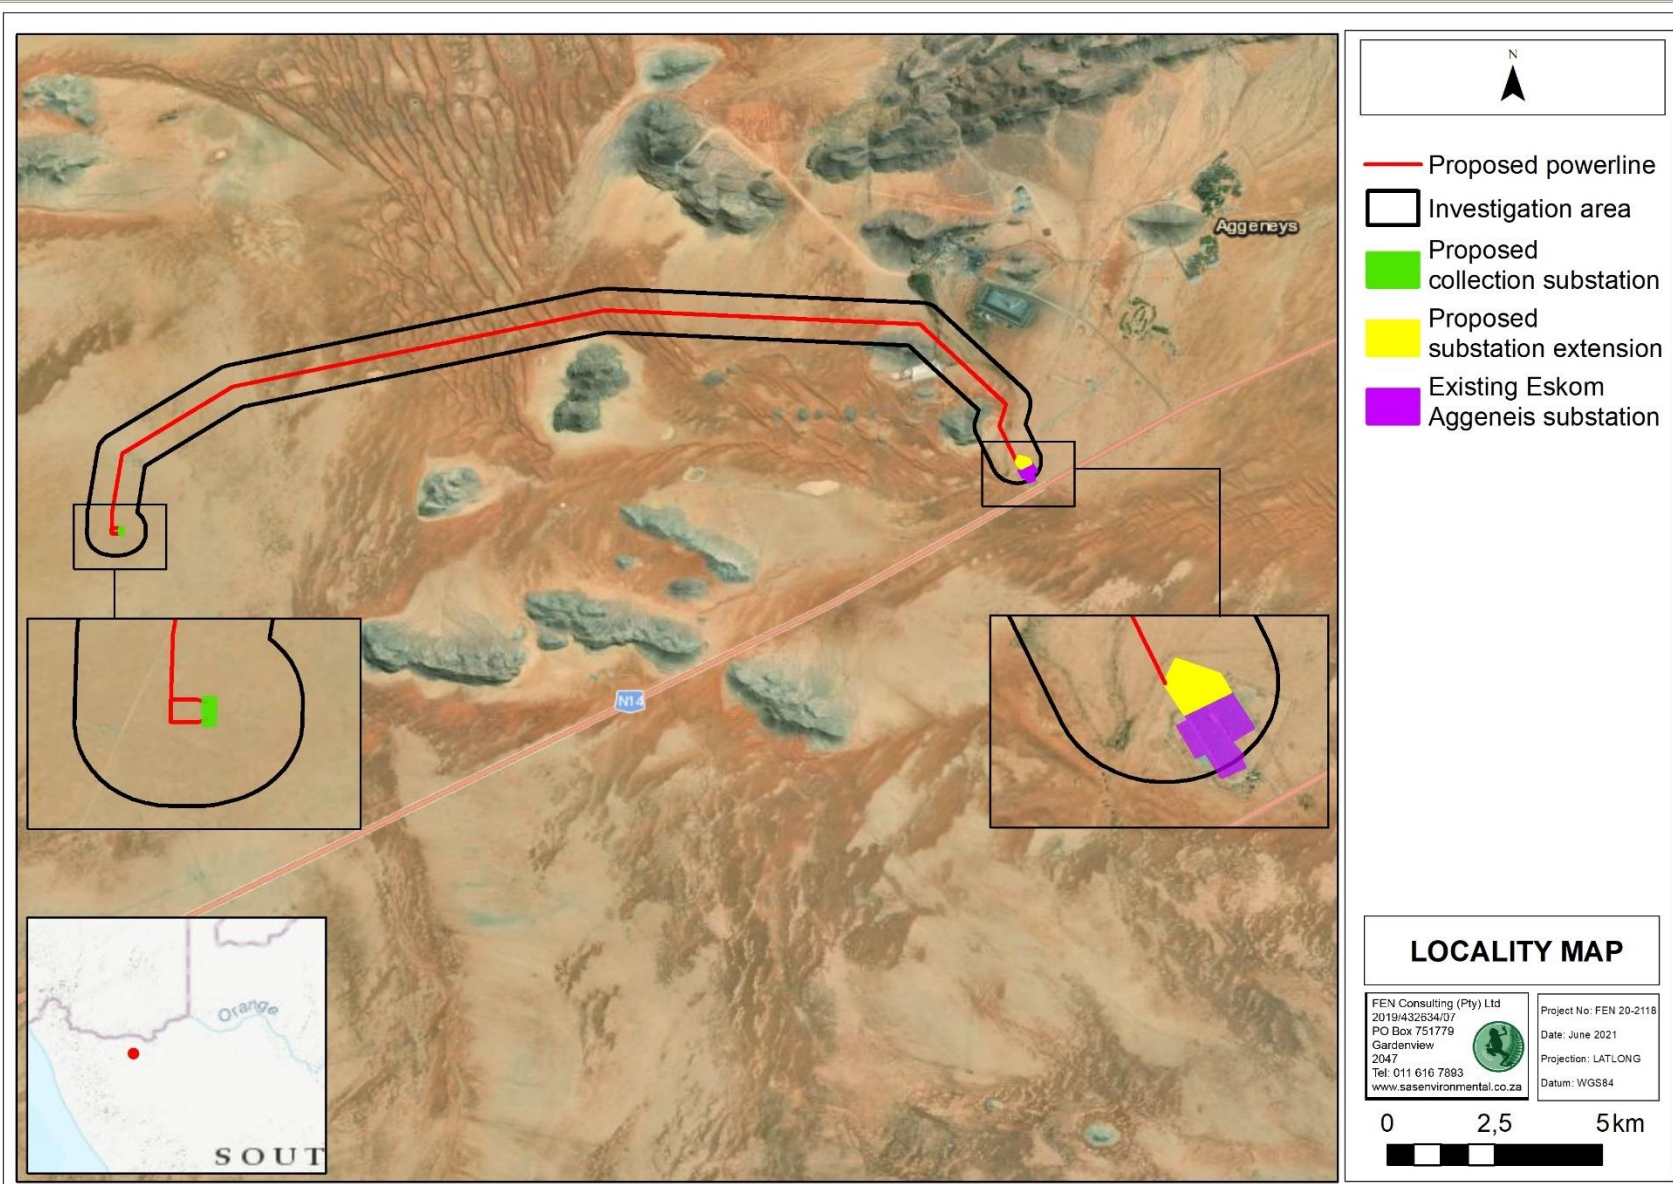 N
Proposed powerline
Investigation area
Proposed
collection substation
Proposed
substation extension
Existing Eskom
Aggeneis substation
Aggeneys
N14
Orange
SOUT
LOCALITY MAP
FEN Consulting (Pty) Ltd
2019/432634/07
PO Box 751779
Gardenview
2047
Tel: 011 616 7893
www.sasenvironmental.co.za
Project No: FEN 20-2118
Date: June 2021
Projection: LATLONG
Datum: WGS84
0 2,5 5km